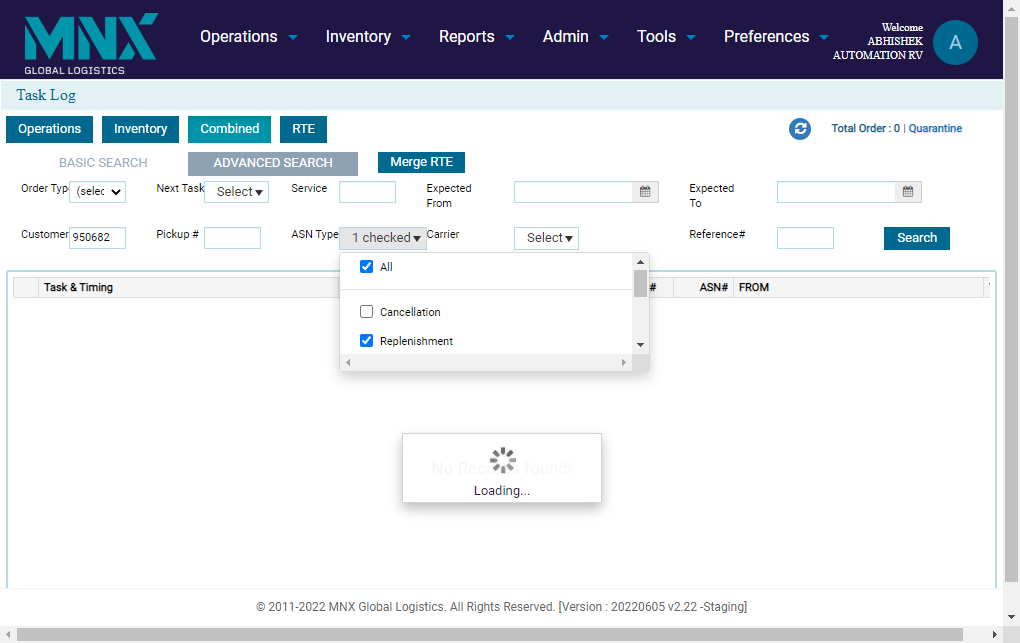 MNX
GLOBAL LOGISTICS
Operations Inventory Reports Admin Tools Preferences
Welcome
ABHISHEK
AUTOMATION RV
A
Task Log
Operations Inventory Combined RTE
Total Order : 0 | Quarantine
BASIC SEARCH ADVANCED SEARCH Merge RTE
Order Typ (selec Next Task Select Service Expected From Expected To
Customer 950682 Pickup # ASN Type 1 checked Carrier Select Reference# Search
All
Task & Timing # ASN# FROM
Cancellation
Replenishment
No Records found!
Loading...
© 2011-2022 MNX Global Logistics. All Rights Reserved. [Version : 20220605 v2.22 -Staging]